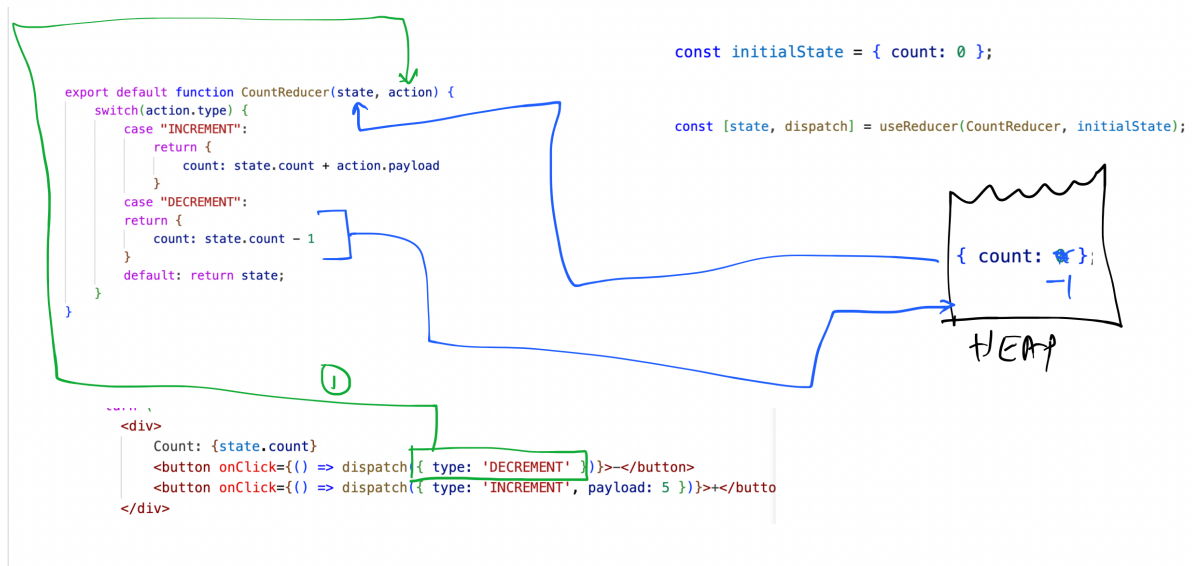 const initialState = { count: 0 };
export default function CountReducer(state, action) {
const [state, dispatch] = useReducer(CountReducer, initialState);
switch(action.type) {
case "INCREMENT":
return {
count: state.count + action.payload
}
case "DECREMENT":
return {
count: state.count - 1
}
default: return state;
}
}
{ count: };
-1
HEAP
1
<div>
Count: {state.count}
<button onClick={() => dispatch({ type: 'DECREMENT' })}>-</button>
<button onClick={() => dispatch({ type: 'INCREMENT', payload: 5 })}>+</butto
</div>